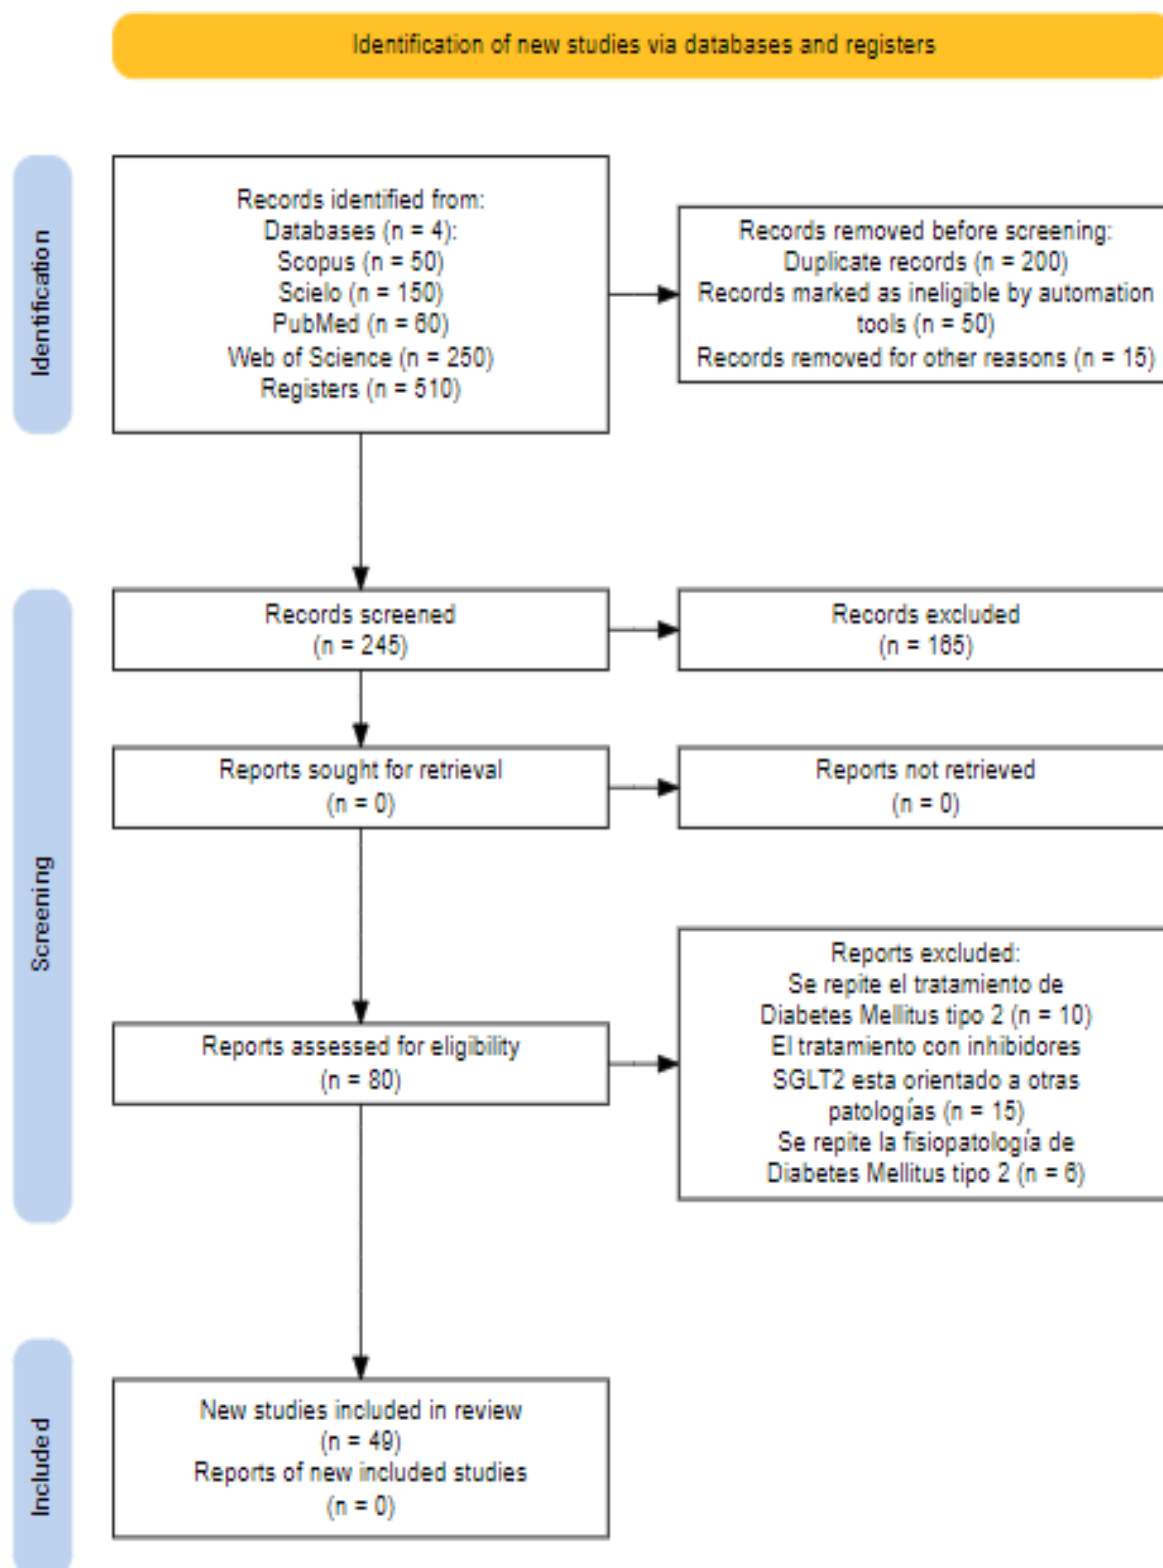 Identification of new studies via databases and registers
Identification
Records identified from:
Databases (n = 4):
Scopus (n = 50)
Scielo (n = 150)
PubMed (n = 60)
Web of Science (n = 250)
Registers (n = 510)
Records removed before screening:
Duplicate records (n = 200)
Records marked as ineligible by automation
tools (n = 50)
Records removed for other reasons (n = 15)
Screening
Records screened
(n = 245)
Records excluded
(n = 165)
Reports sought for retrieval
(n = 0)
Reports not retrieved
(n = 0)
Reports assessed for eligibility
(n = 80)
Reports excluded:
Se repite el tratamiento de
Diabetes Mellitus tipo 2 (n = 10)
El tratamiento con inhibidores
SGLT2 esta orientado a otras
patologías (n = 15)
Se repite la fisiopatología de
Diabetes Mellitus tipo 2 (n = 6)
Included
New studies included in review
(n = 49)
Reports of new included studies
(n = 0)